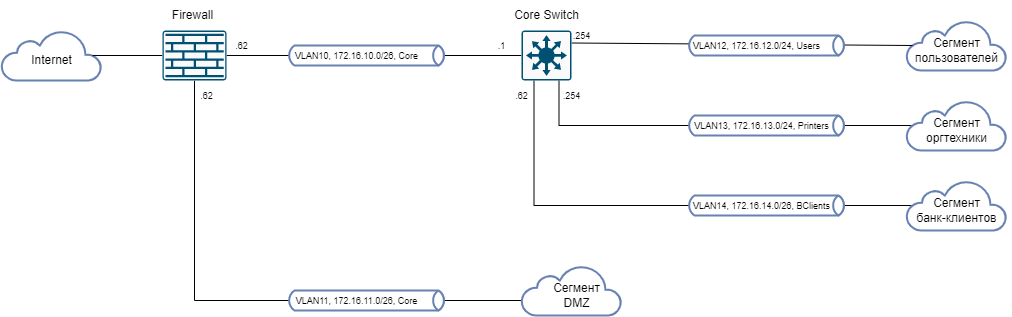 Firewall
Core Switch
Internet
.62
VLAN10, 172.16.10.0/26, Core
.1
.254
VLAN12, 172.16.12.0/24, Users
Сегмент
пользователей
.62
.62
.254
VLAN13, 172.16.13.0/24, Printers
Сегмент
оргтехники
VLAN14, 172.16.14.0/26, BClients
Сегмент
банк-клиентов
VLAN11, 172.16.11.0/26, Core
Сегмент
DMZ